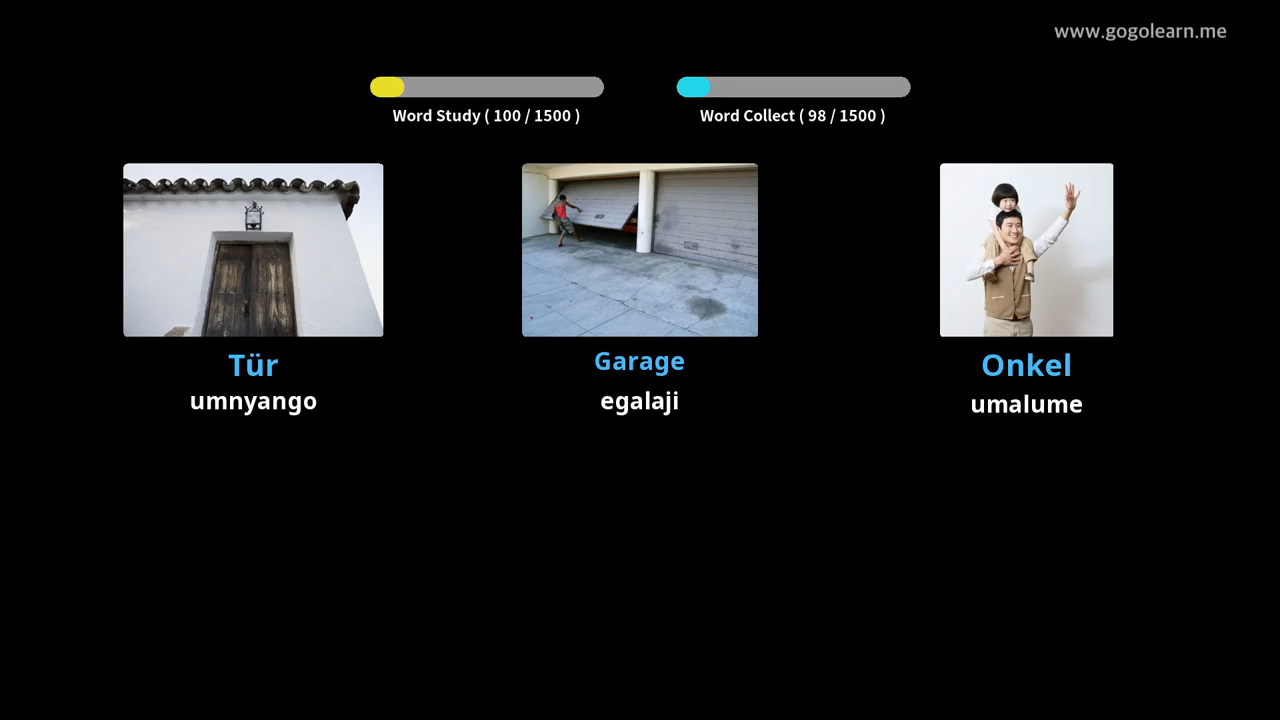 www.gogolearn.me
Word Study ( 100 / 1500 )
Word Collect ( 98 / 1500 )
Tür
umnyango
Garage
egalaji
Onkel
umalume